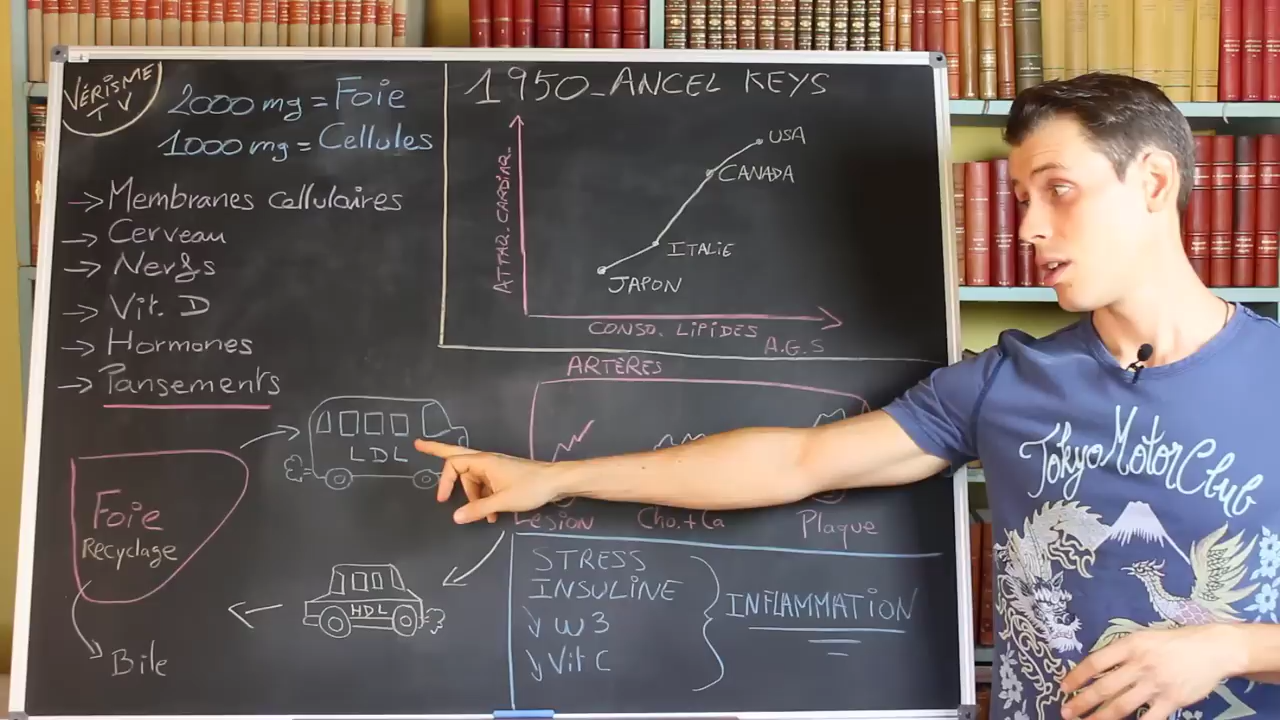 VÉRISME
TV
2000 mg = Foie
1000 mg = Cellules
→ Membranes cellulaires
→ Cerveau
→ Nerfs
→ Vit. D
→ Hormones
→ Pansements
1950_ANCEL KEYS
ATTAQ. CARDIAQ.
USA
CANADA
ITALIE
JAPON
CONSO. LIPIDES
A.G.S
ARTÈRES
LDL
Lésion
Cho.+Ca
Plaque
Foie
Recyclage
Bile
HDL
STRESS
INSULINE
↘ W3
↘ Vit C
INFLAMMATION
Tokyo Motor Club